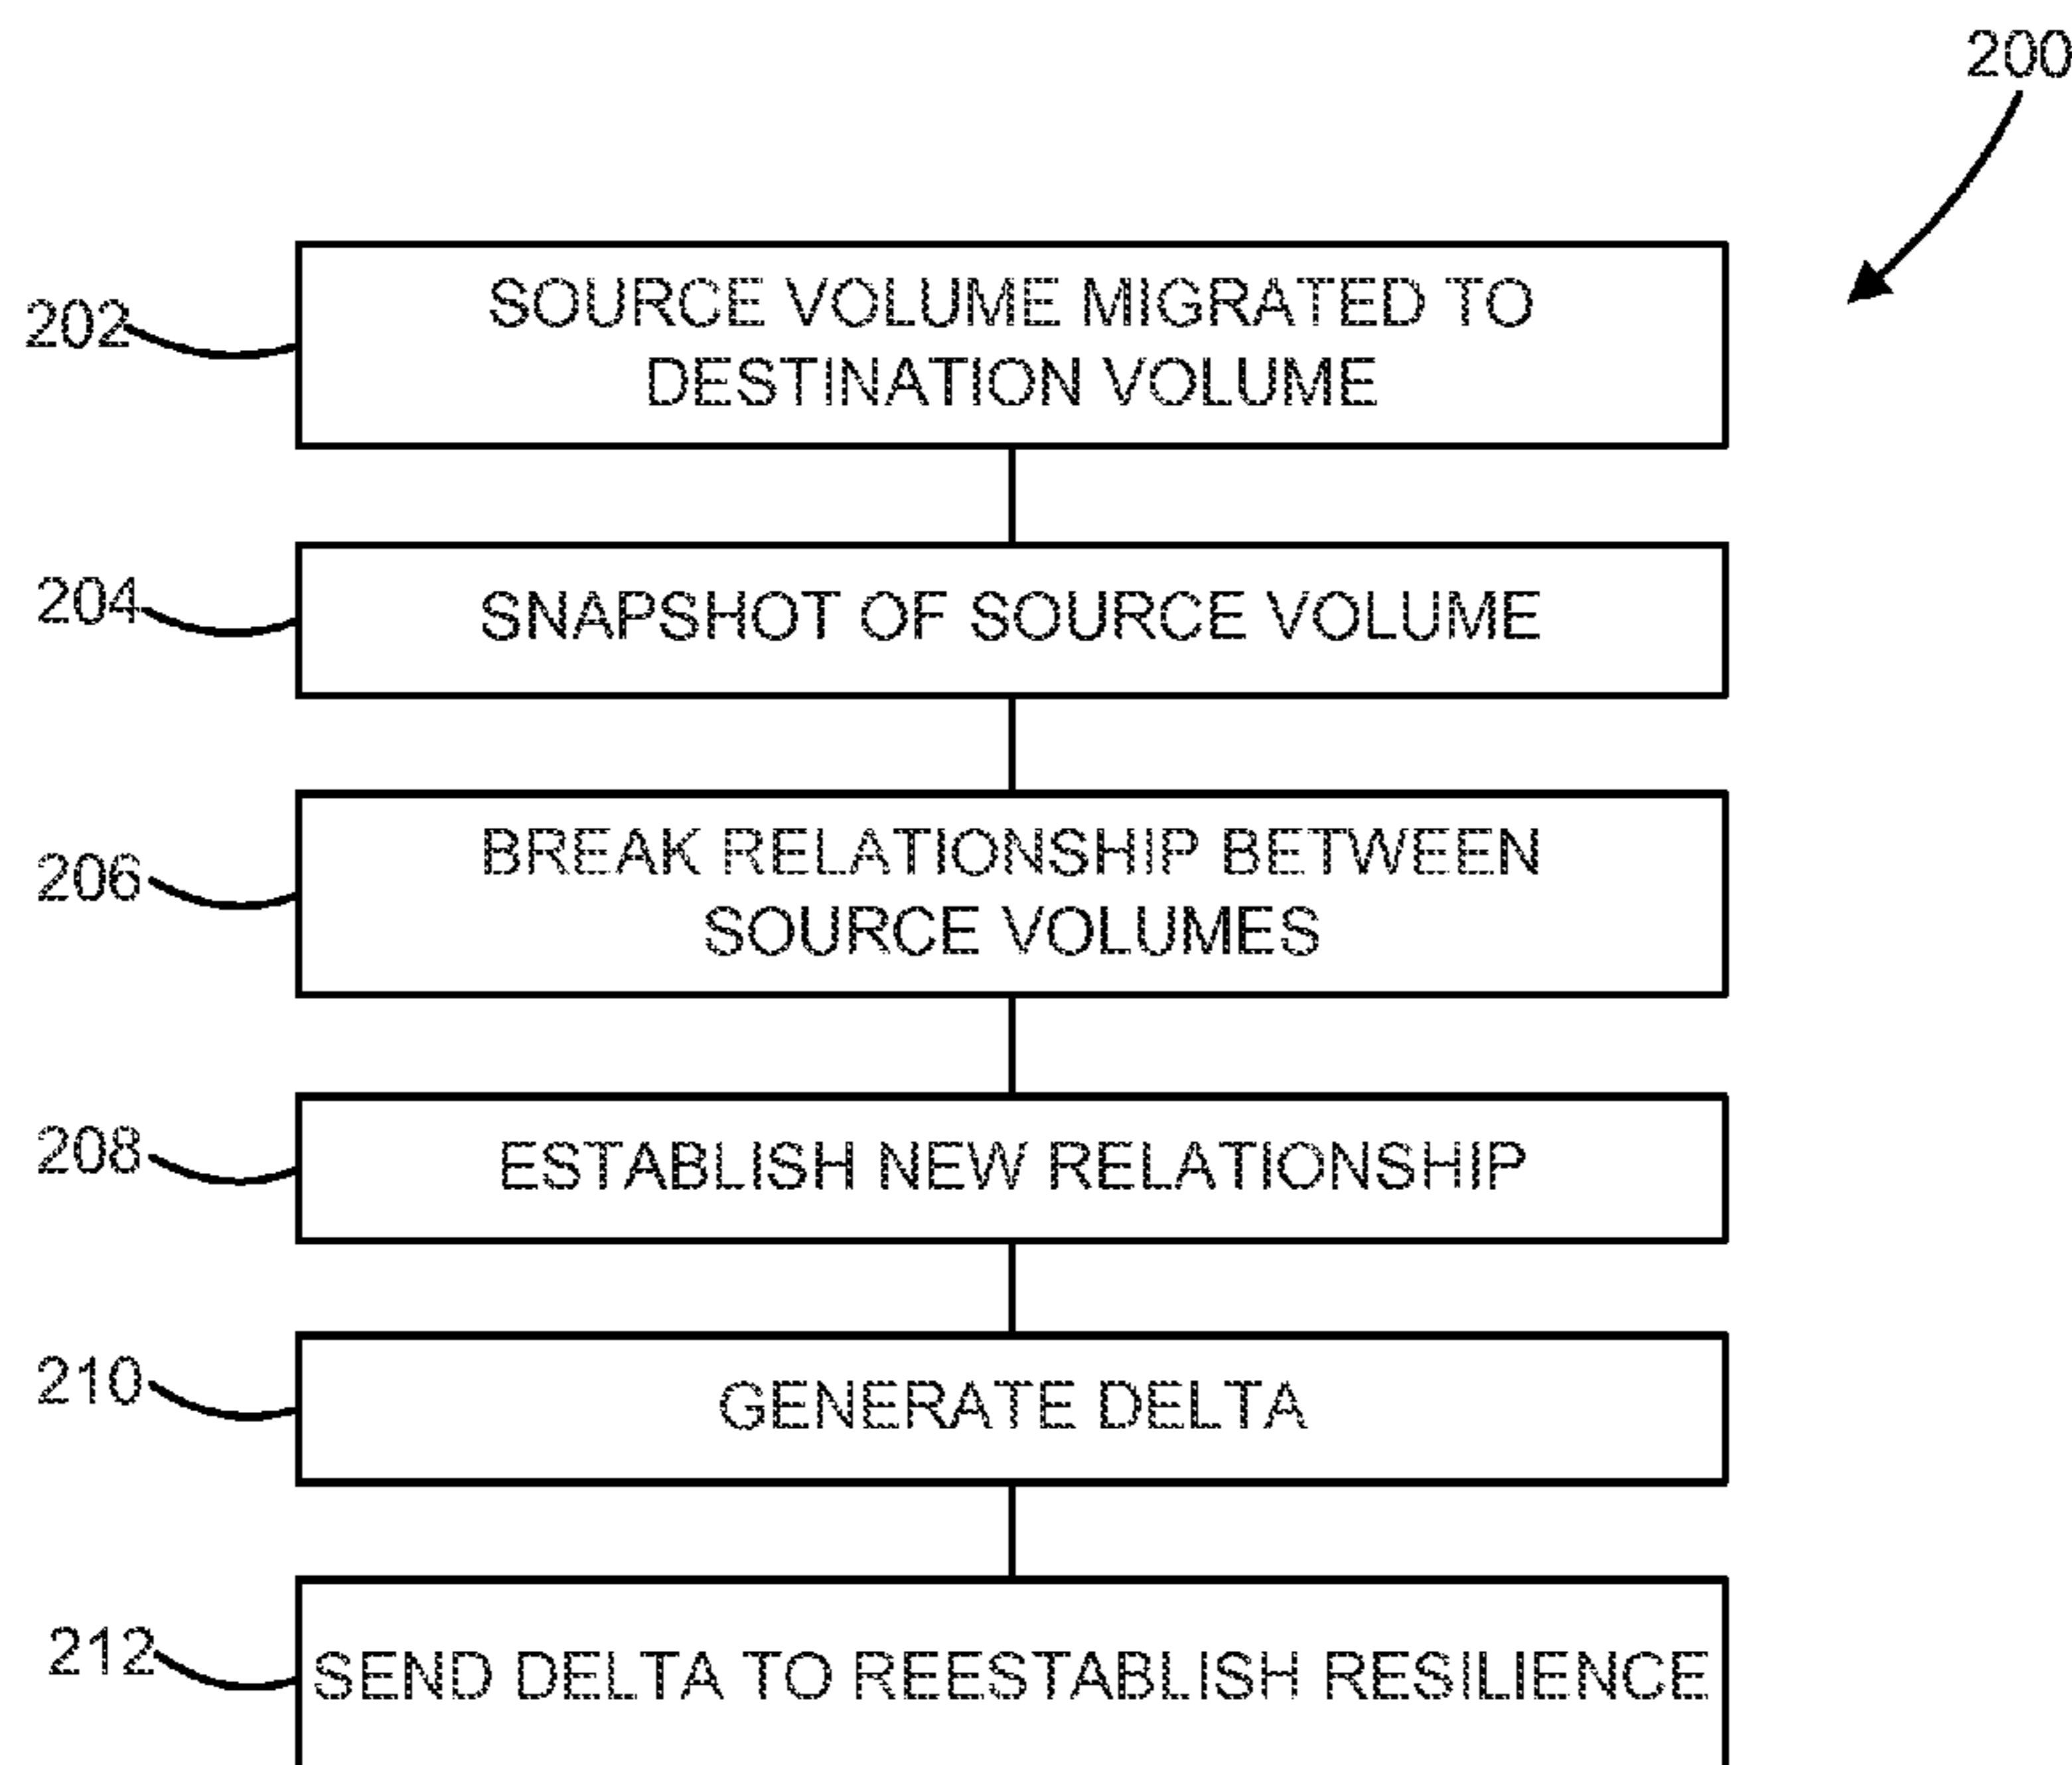 200
202
SOURCE VOLUME MIGRATED TO
DESTINATION VOLUME
204
SNAPSHOT OF SOURCE VOLUME
206
BREAK RELATIONSHIP BETWEEN
SOURCE VOLUMES
208
ESTABLISH NEW RELATIONSHIP
210
GENERATE DELTA
212
SEND DELTA TO REESTABLISH RESILIENCE